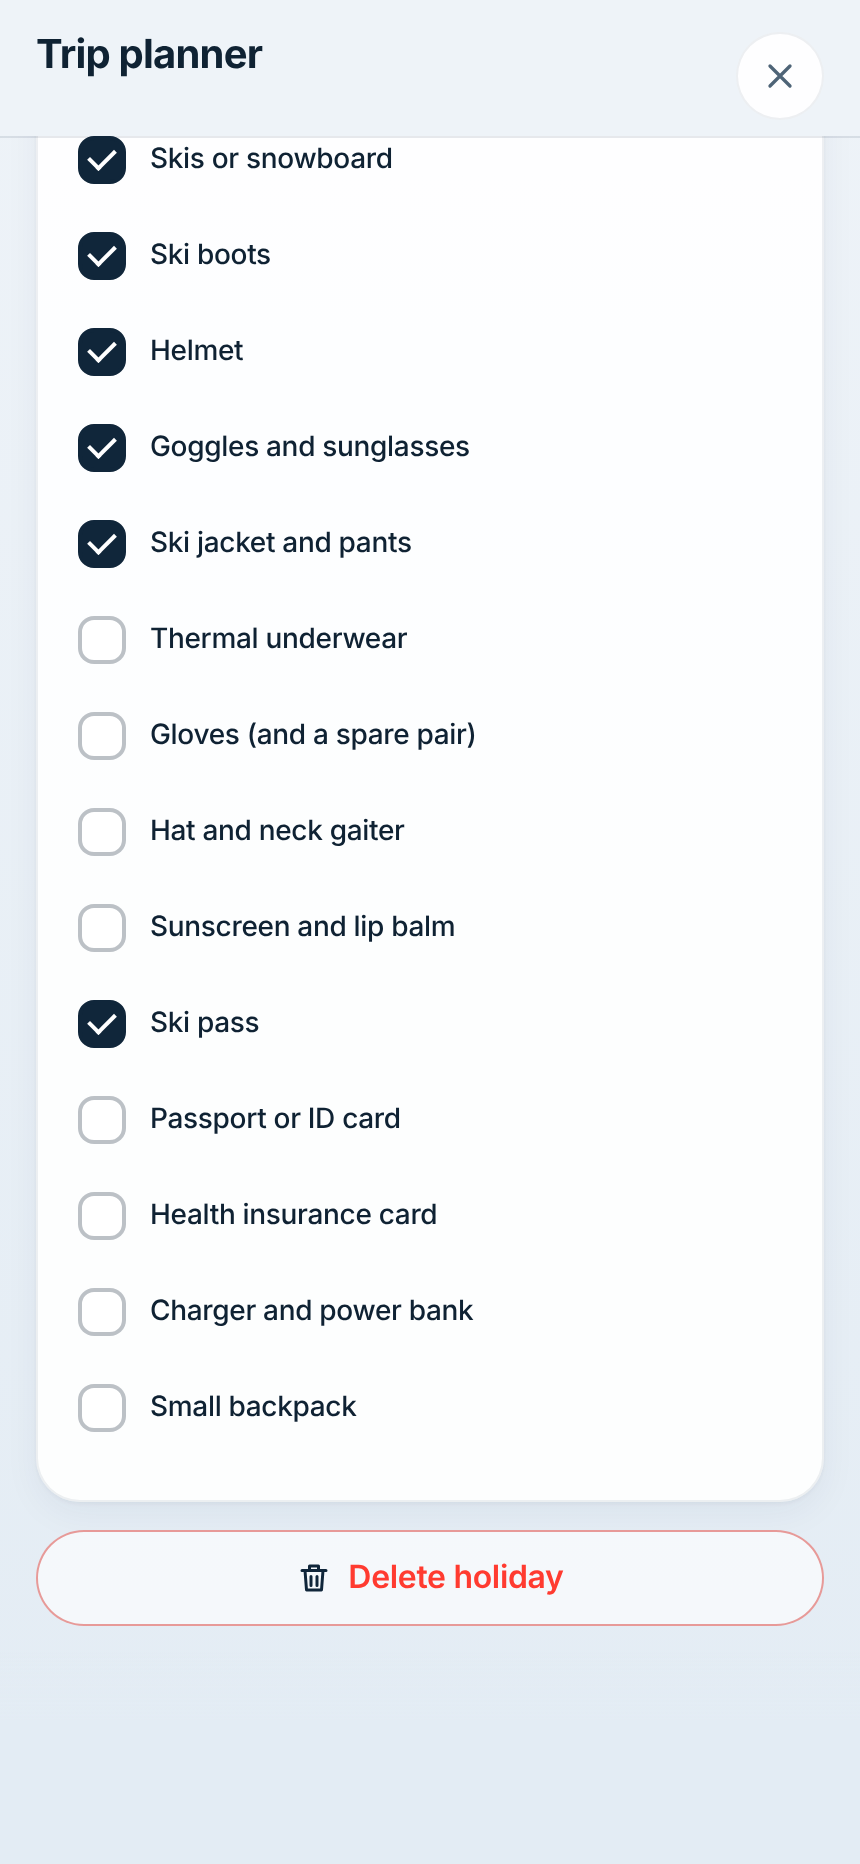 Trip planner
Skis or snowboard
Ski boots
Helmet
Goggles and sunglasses
Ski jacket and pants
Thermal underwear
Gloves (and a spare pair)
Hat and neck gaiter
Sunscreen and lip balm
Ski pass
Passport or ID card
Health insurance card
Charger and power bank
Small backpack
Delete holiday